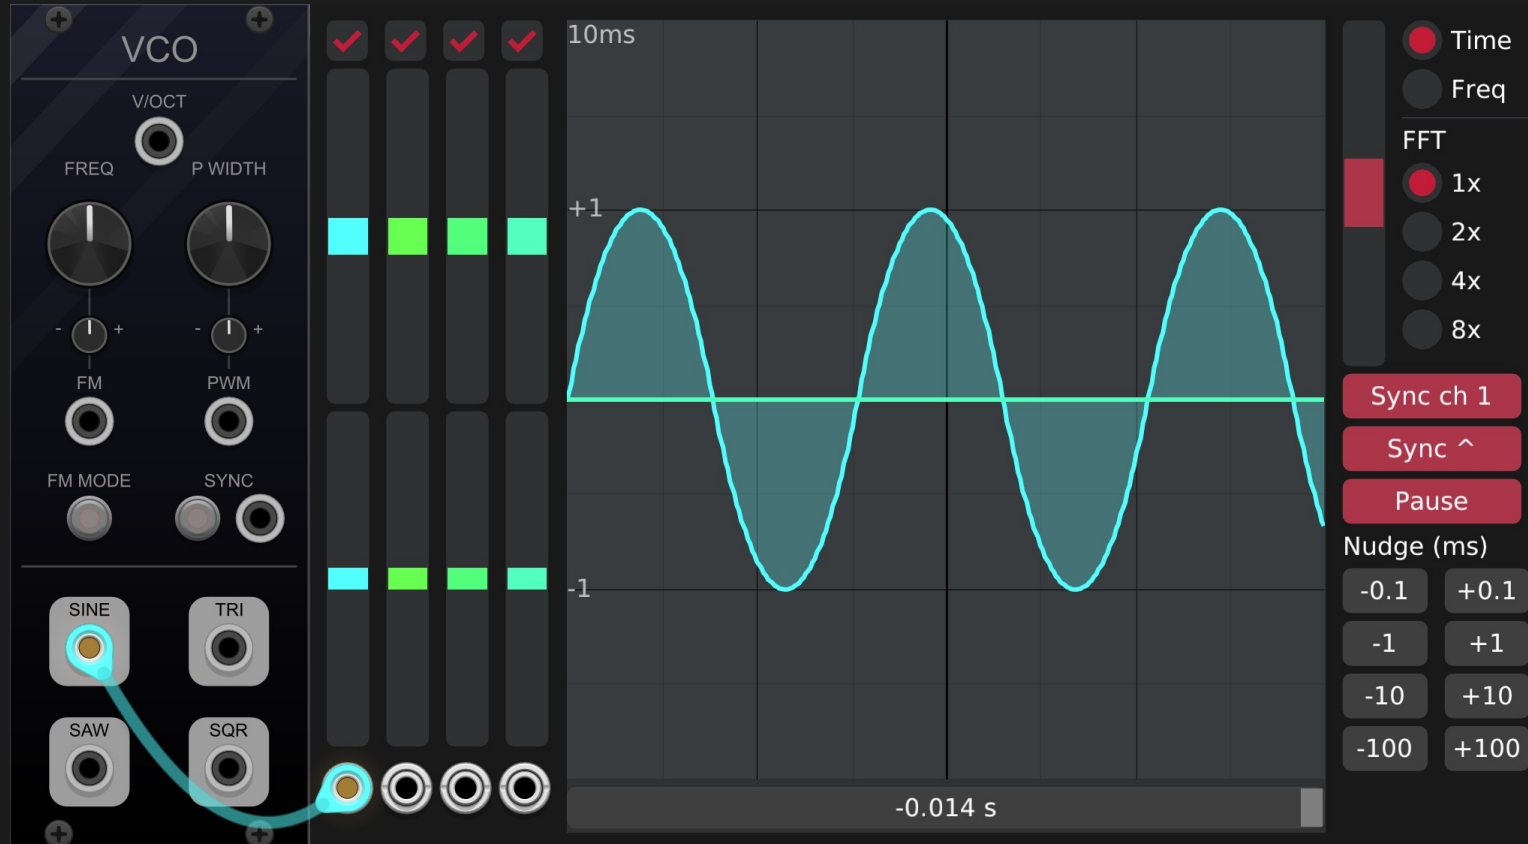 VCO
V/OCT
FREQ P WIDTH
- + - +
FM PWM
FM MODE SYNC
SINE TRI
SAW SQR
10ms
+1
-1
-0.014 s
Time
Freq
FFT
1x
2x
4x
8x
Sync ch 1
Sync ^
Pause
Nudge (ms)
-0.1 +0.1
-1 +1
-10 +10
-100 +100